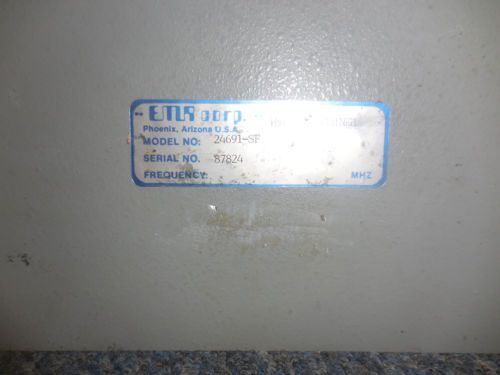 EMR corp.
Phoenix, Arizona U.S.A.
MODEL NO: 24691-SF
SERIAL NO. 87824
FREQUENCY: MHZ